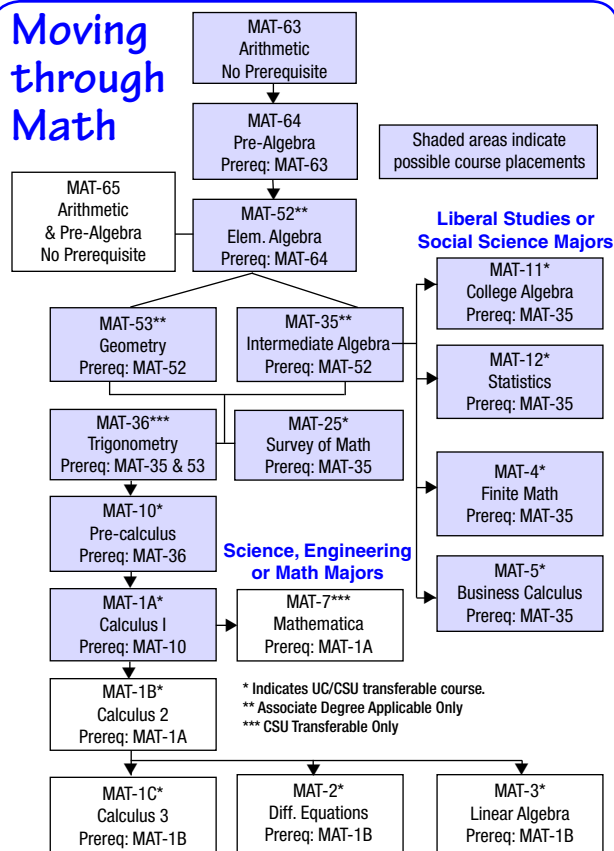 Moving
through
Math
MAT-63
Arithmetic
No Prerequisite
MAT-64
Pre-Algebra
Prereq: MAT-63
Shaded areas indicate
possible course placements
MAT-65
Arithmetic
& Pre-Algebra
No Prerequisite
MAT-52**
Elem. Algebra
Prereq: MAT-64
Liberal Studies or
Social Science Majors
MAT-11*
College Algebra
Prereq: MAT-35
MAT-53**
Geometry
Prereq: MAT-52
MAT-35**
Intermediate Algebra
Prereq: MAT-52
MAT-12*
Statistics
Prereq: MAT-35
MAT-36***
Trigonometry
Prereq: MAT-35 & 53
MAT-25*
Survey of Math
Prereq: MAT-35
MAT-4*
Finite Math
Prereq: MAT-35
MAT-10*
Pre-calculus
Prereq: MAT-36
Science, Engineering
or Math Majors
MAT-5*
Business Calculus
Prereq: MAT-35
MAT-1A*
Calculus I
Prereq: MAT-10
MAT-7***
Mathematica
Prereq: MAT-1A
MAT-1B*
Calculus 2
Prereq: MAT-1A
* Indicates UC/CSU transferable course.
** Associate Degree Applicable Only
*** CSU Transferable Only
MAT-1C*
Calculus 3
Prereq: MAT-1B
MAT-2*
Diff. Equations
Prereq: MAT-1B
MAT-3*
Linear Algebra
Prereq: MAT-1B